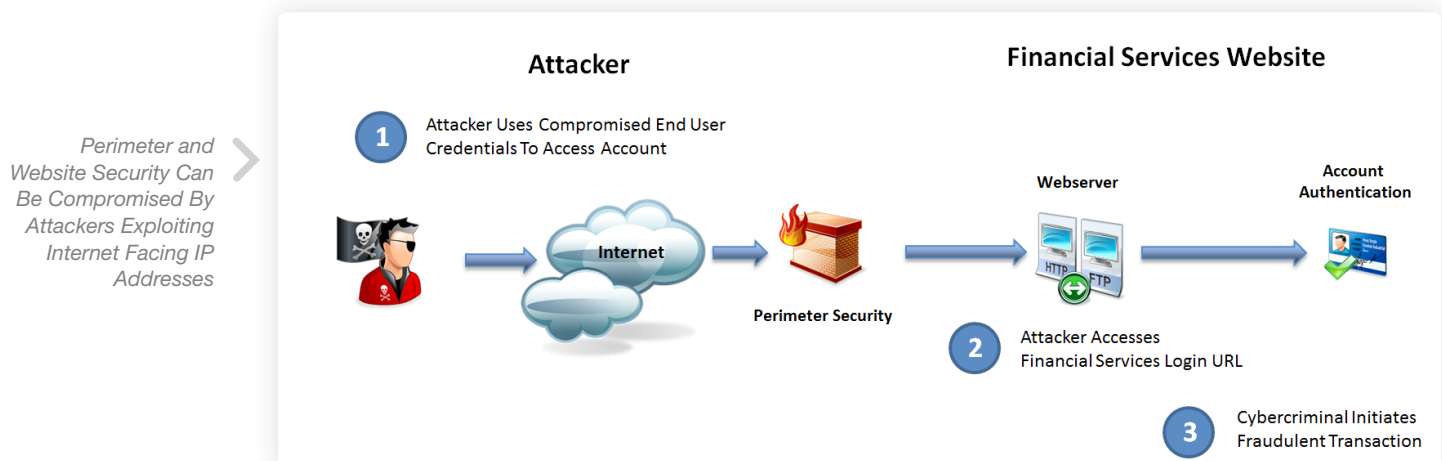 Perimeter and
Website Security Can
Be Compromised By
Attackers Exploiting
Internet Facing IP
Addresses
Attacker
Financial Services Website
1
Attacker Uses Compromised End User
Credentials To Access Account
Internet
Perimeter Security
Webserver
HTTP
FTP
Account
Authentication
2
Attacker Accesses
Financial Services Login URL
3
Cybercriminal Initiates
Fraudulent Transaction